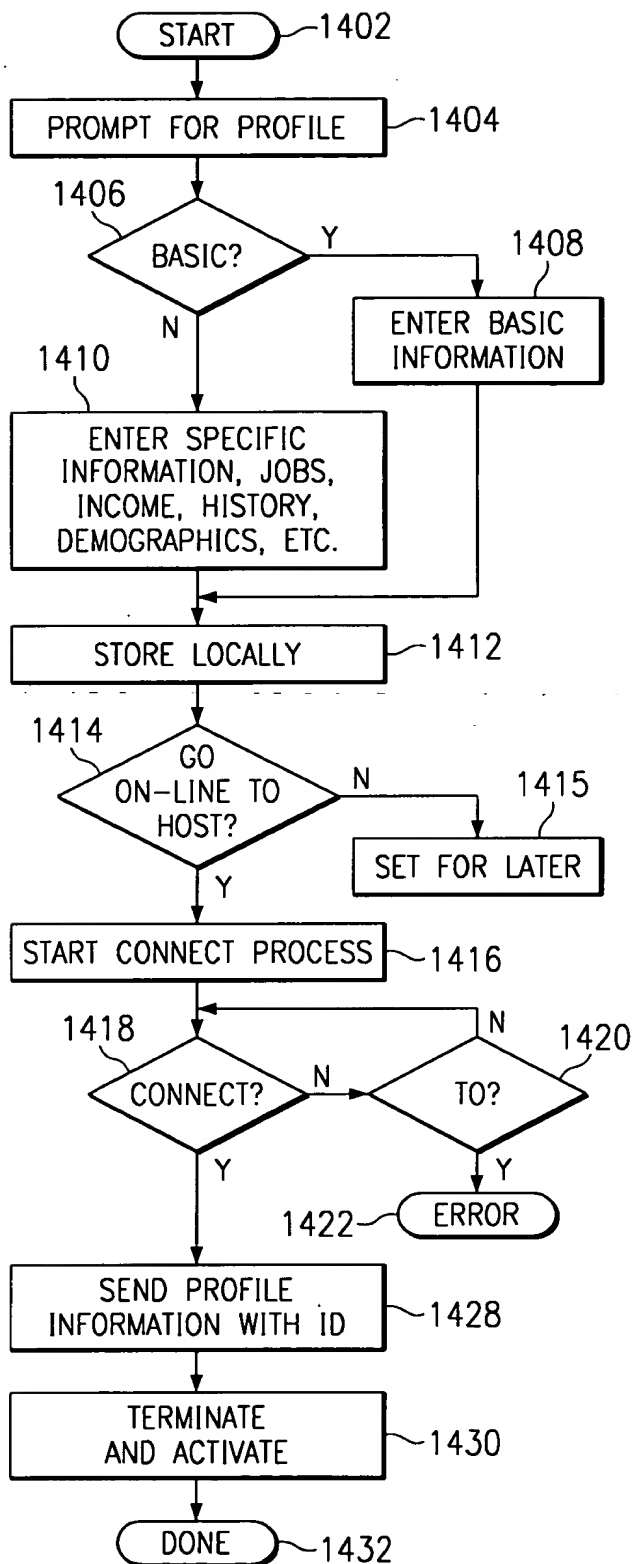 START
1402
PROMPT FOR PROFILE
1404
1406
BASIC?
Y
N
1408
ENTER BASIC
INFORMATION
1410
ENTER SPECIFIC
INFORMATION, JOBS,
INCOME, HISTORY,
DEMOGRAPHICS, ETC.
STORE LOCALLY
1412
1414
GO
ON-LINE TO
HOST?
N
Y
1415
SET FOR LATER
START CONNECT PROCESS
1416
1418
CONNECT?
N
Y
N
1420
TO?
Y
1422
ERROR
SEND PROFILE
INFORMATION WITH ID
1428
TERMINATE
AND ACTIVATE
1430
DONE
1432